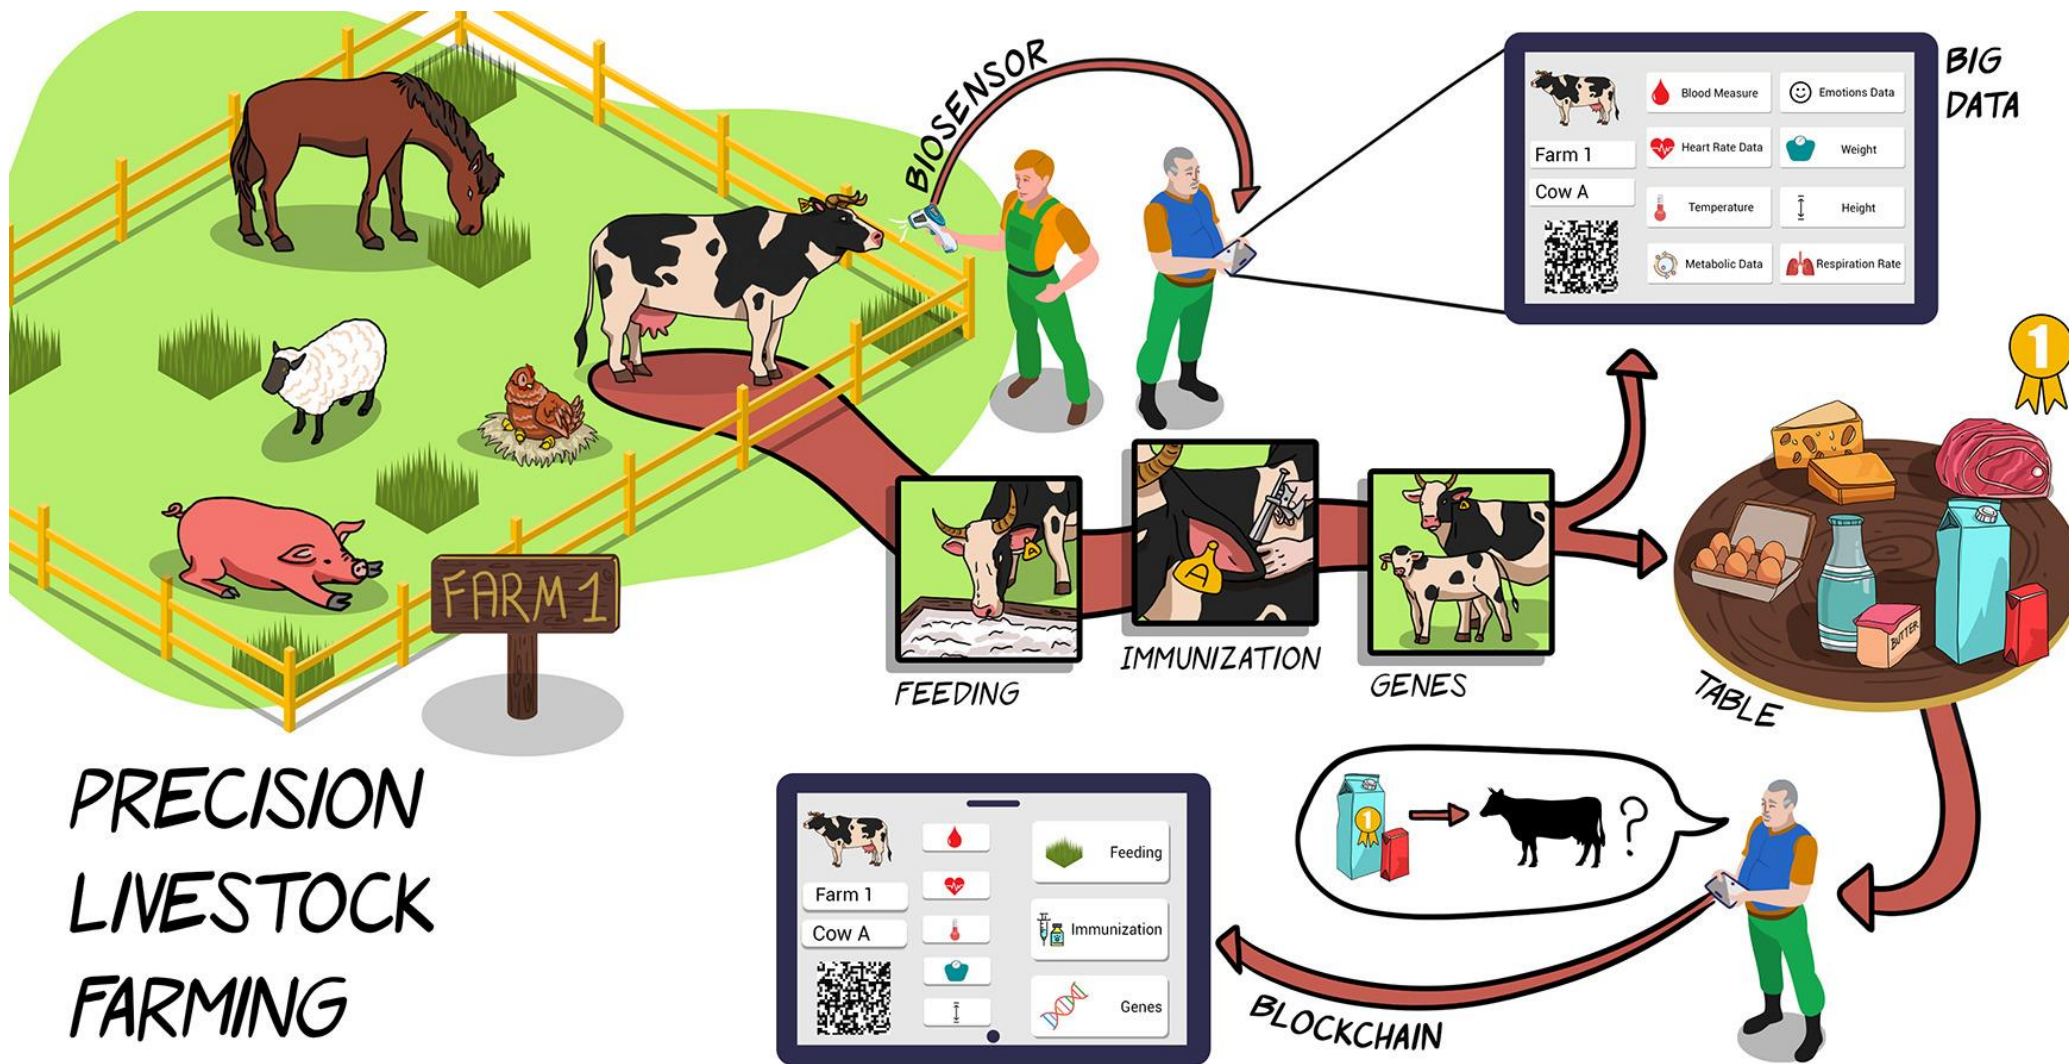 BIOSENSOR
BIG
DATA
Blood Measure
Emotions Data
Farm 1
Heart Rate Data
Weight
Cow A
Temperature
Height
Metabolic Data
Respiration Rate
1
A
A
BUTTER
FARM 1
FEEDING
IMMUNIZATION
GENES
TABLE
PRECISION
LIVESTOCK
FARMING
1
?
Feeding
Farm 1
Immunization
Cow A
Genes
BLOCKCHAIN